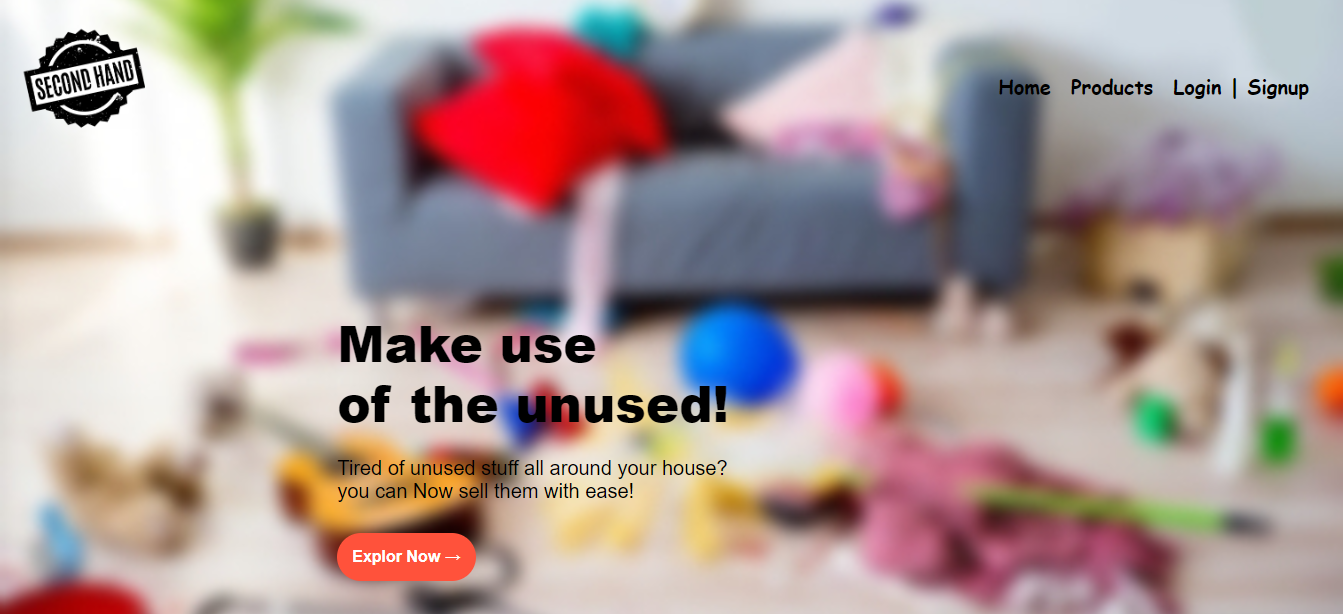 SECOND HAND
Home Products Login | Signup
Make use
of the unused!
Tired of unused stuff all around your house?
you can Now sell them with ease!
Explor Now →